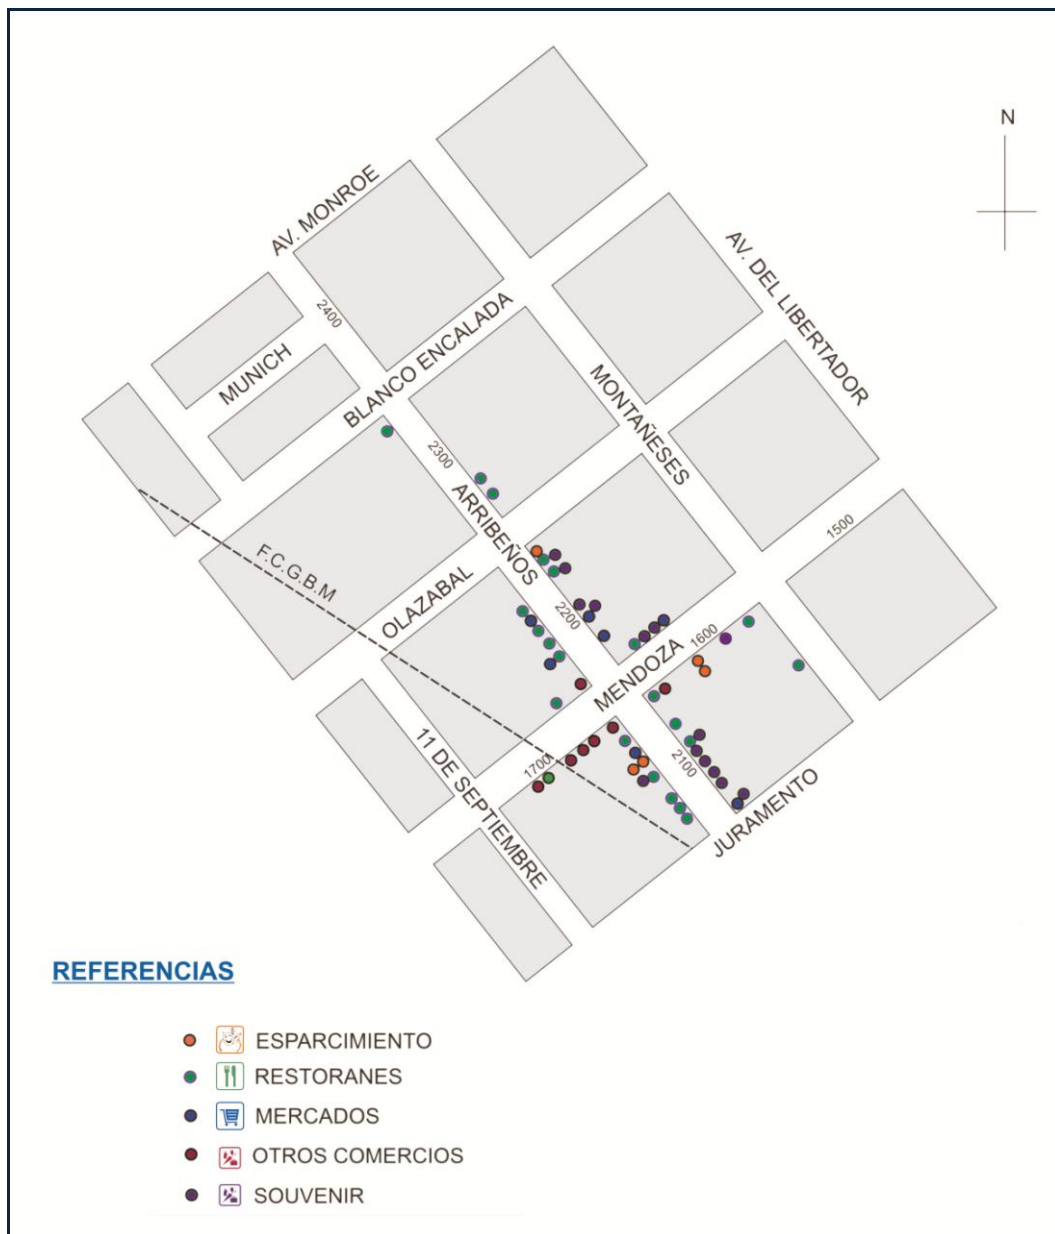 N
AV. MONROE
AV. DEL LIBERTADOR
2400
MUNICH
BLANCO ENCALADA
MONTAÑESES
2300
ARRIBEÑOS
1500
F.C.G.B.M
OLAZABAL
2200
1600
MENDOZA
11 DE SEPTIEMBRE
1700
2100
JURAMENTO
REFERENCIAS
ESPARCIMIENTO
RESTORANES
MERCADOS
OTROS COMERCIOS
SOUVENIR